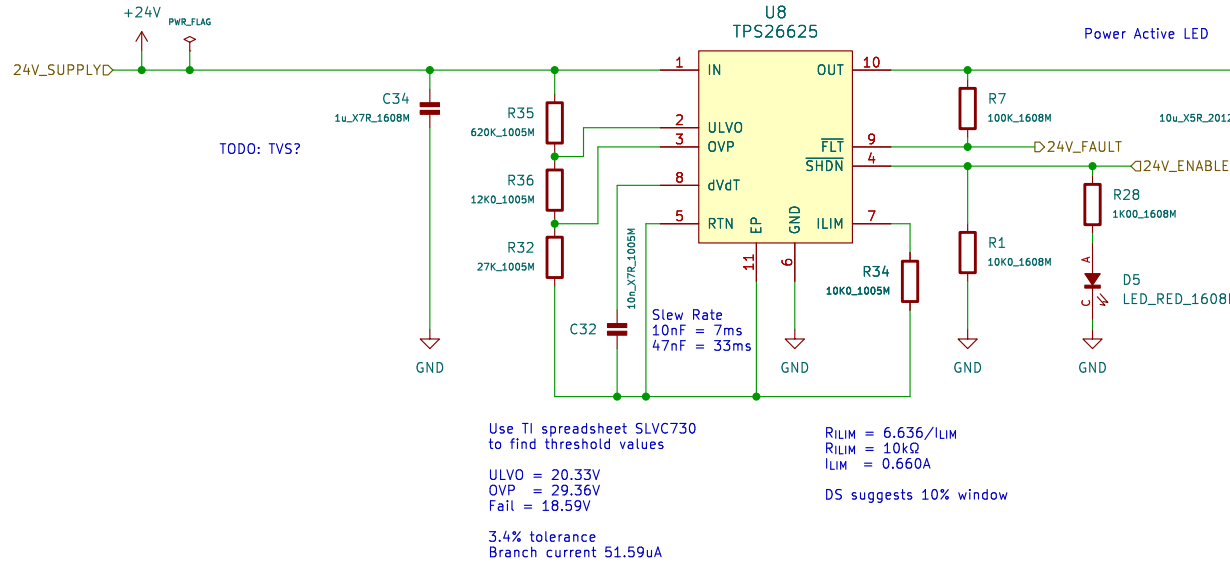 +24V
PWR_FLAG
24V_SUPPLY
C34
1u_X7R_1608M
TODO: TVS?
GND
R35
620K_1005M
R36
12K0_1005M
R32
27K_1005M
C32
10n_X7R_1005M
Slew Rate
10nF = 7ms
47nF = 33ms
U8
TPS26625
1
IN
2
ULVO
3
OVP
8
dVdT
5
RTN
EP
11
GND
6
OUT
10
FLT
9
SHDN
4
ILIM
7
GND
R34
10K0_1005M
Power Active LED
R7
100K_1608M
10u_X5R_2012
24V_FAULT
24V_ENABLE
R1
10K0_1608M
GND
R28
1K00_1608M
A
C
D5
LED_RED_1608
GND
Use TI spreadsheet SLVC730
to find threshold values
ULVO = 20.33V
OVP = 29.36V
Fail = 18.59V
3.4% tolerance
Branch current 51.59uA
RILIM = 6.636/ILIM
RILIM = 10kΩ
ILIM = 0.660A
DS suggests 10% window